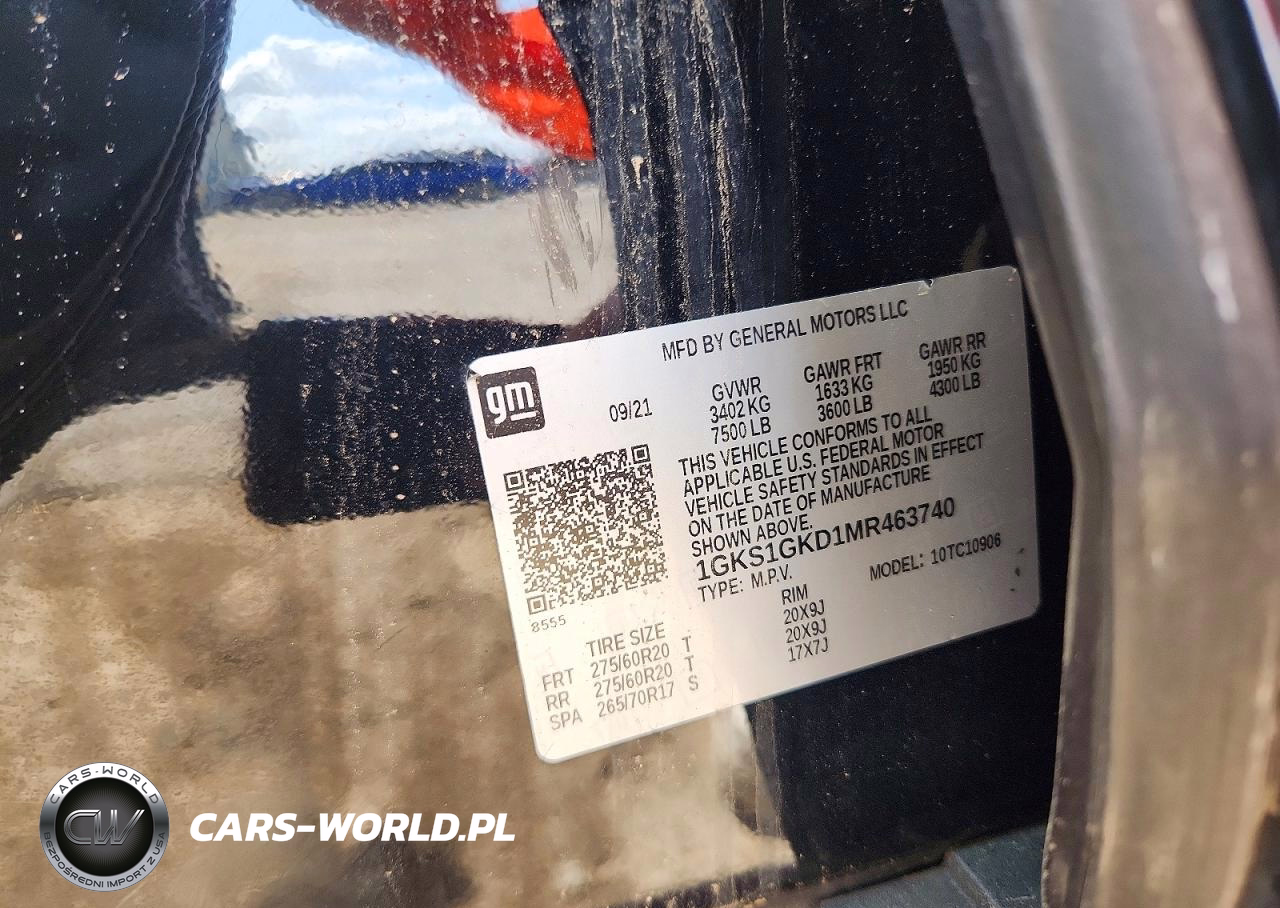 MFD BY GENERAL MOTORS LLC
gm
09/21
GVWR GAWR FRT GAWR RR
3402 KG 1633 KG 1950 KG
7500 LB 3600 LB 4300 LB
THIS VEHICLE CONFORMS TO ALL
APPLICABLE U.S. FEDERAL MOTOR
VEHICLE SAFETY STANDARDS IN EFFECT
ON THE DATE OF MANUFACTURE
SHOWN ABOVE.
1GKS1GKD1MR463740
TYPE: M.P.V. MODEL: 10TC10906
8555
TIRE SIZE RIM
FRT 275/60R20 T 20X9J
RR 275/60R20 T 20X9J
SPA 265/70R17 S 17X7J
CARS-WORLD
CW
BEZPOŚREDNI IMPORT Z USA
CARS-WORLD.PL